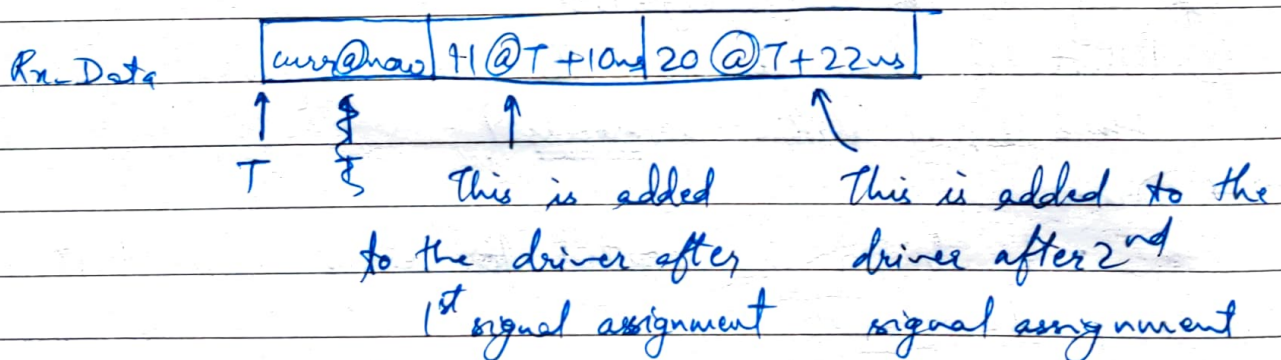 Rx_Data curr@now 11@T+10ns 20@T+22ns
T
This is added This is added to the
to the driver after driver after 2nd
1st signal assignment signal assignment